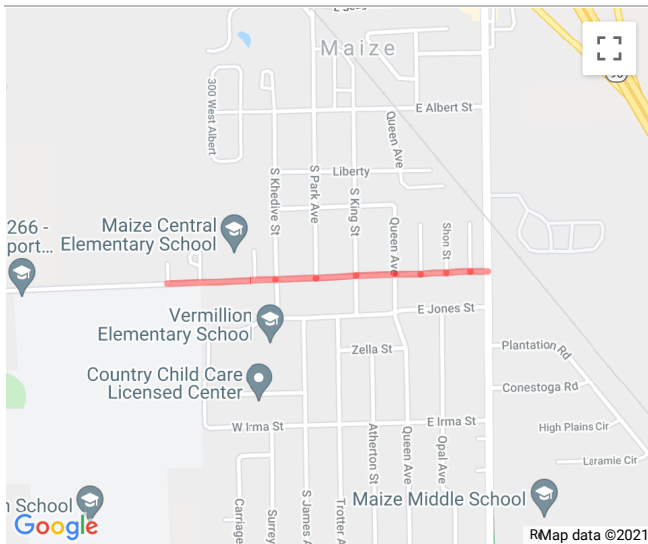 Maize
E Albert St
300 West Albert
Queen Ave
Liberty
S Khedive St
S Park Ave
S King St
266 -
port...
Maize Central
Elementary School
Queen Ave
Shon St
Vermillion
Elementary School
E Jones St
Zella St
Plantation Rd
Country Child Care
Licensed Center
Conestoga Rd
W Irma St
E Irma St
High Plains Cir
Atherton St
Queen Ave
Opal Ave
Laramie Cir
Carriage
Surrey
S James A
Trotter A
Maize Middle School
n School
Google
Map data ©2021